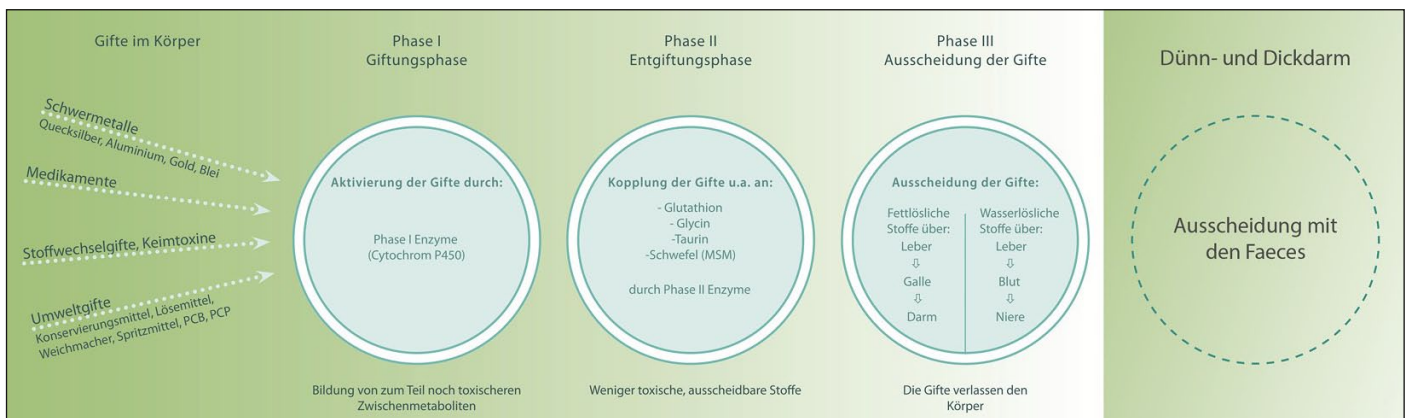 Gifte im Körper
Schwermetalle
Quecksilber, Aluminium, Gold, Blei
Medikamente
Stoffwechselgifte, Keimtoxine
Umweltgifte
Konservierungsmittel, Lösemittel,
Weichmacher, Spritzmittel, PCB, PCP
Phase I
Giftungsphase
Aktivierung der Gifte durch:
Phase I Enzyme
(Cytochrom P450)
Bildung von zum Teil noch toxischeren
Zwischenmetaboliten
Phase II
Entgiftungsphase
Kopplung der Gifte u.a. an:
- Glutathion
- Glycin
-Taurin
-Schwefel (MSM)
durch Phase II Enzyme
Weniger toxische, ausscheidbare Stoffe
Phase III
Ausscheidung der Gifte
Ausscheidung der Gifte:
Fettlösliche
Stoffe über:
Leber
⇩
Galle
⇩
Darm
Wasserlösliche
Stoffe über:
Leber
⇩
Blut
⇩
Niere
Die Gifte verlassen den
Körper
Dünn- und Dickdarm
Ausscheidung mit
den Faeces